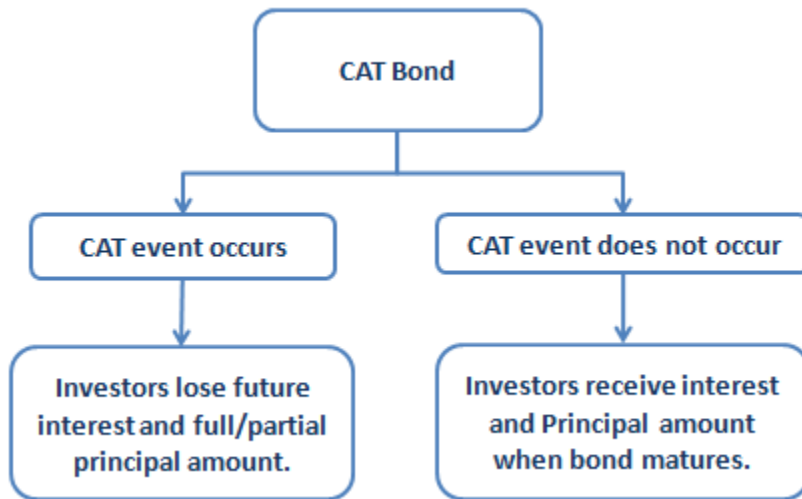 CAT Bond
CAT event occurs
CAT event does not occur
Investors lose future
interest and full/partial
principal amount.
Investors receive interest
and Principal amount
when bond matures.